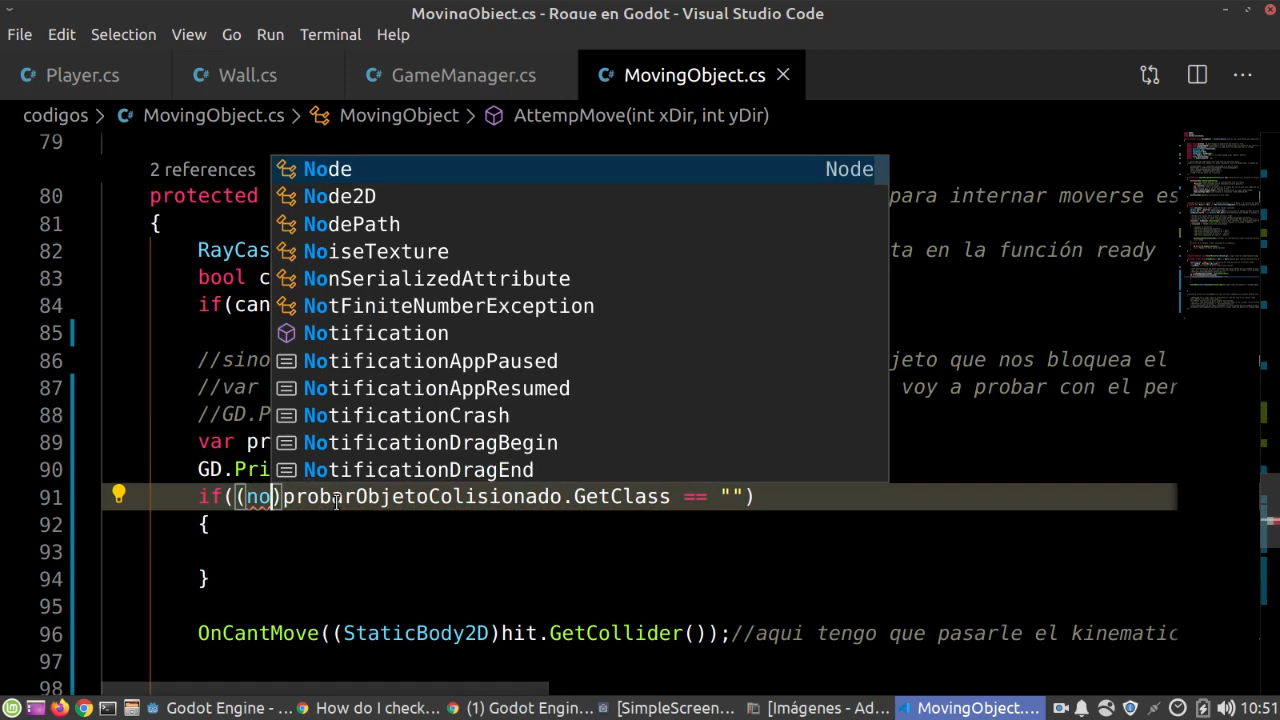 MovingObject.cs - Rogue en Godot - Visual Studio Code
File Edit Selection View Go Run Terminal Help
Player.cs Wall.cs GameManager.cs MovingObject.cs
codigos > MovingObject.cs > MovingObject > AttempMove(int xDir, int yDir)
79
2 references
Node Node
80 protected para internar moverse es
Node2D
81 {
NodePath
82 RayCas ta en la función ready
NoiseTexture
83 bool c
NonSerializedAttribute
84 if(can
NotFiniteNumberException
85
Notification
86 //sino jeto que nos bloquea el
NotificationAppPaused
87 //var voy a probar con el per
NotificationAppResumed
88 //GD.P
NotificationCrash
89 var pr
NotificationDragBegin
90 GD.Pri
NotificationDragEnd
91 if((no)probarObjetoColisionado.GetClass == "")
92 {
93
94 }
95
96 OnCantMove((StaticBody2D)hit.GetCollider());//aqui tengo que pasarle el kinematic
97
98
Godot Engine - ... How do I check... (1) Godot Engin... [SimpleScreen... [Imágenes - Ad... MovingObject.... 10:51